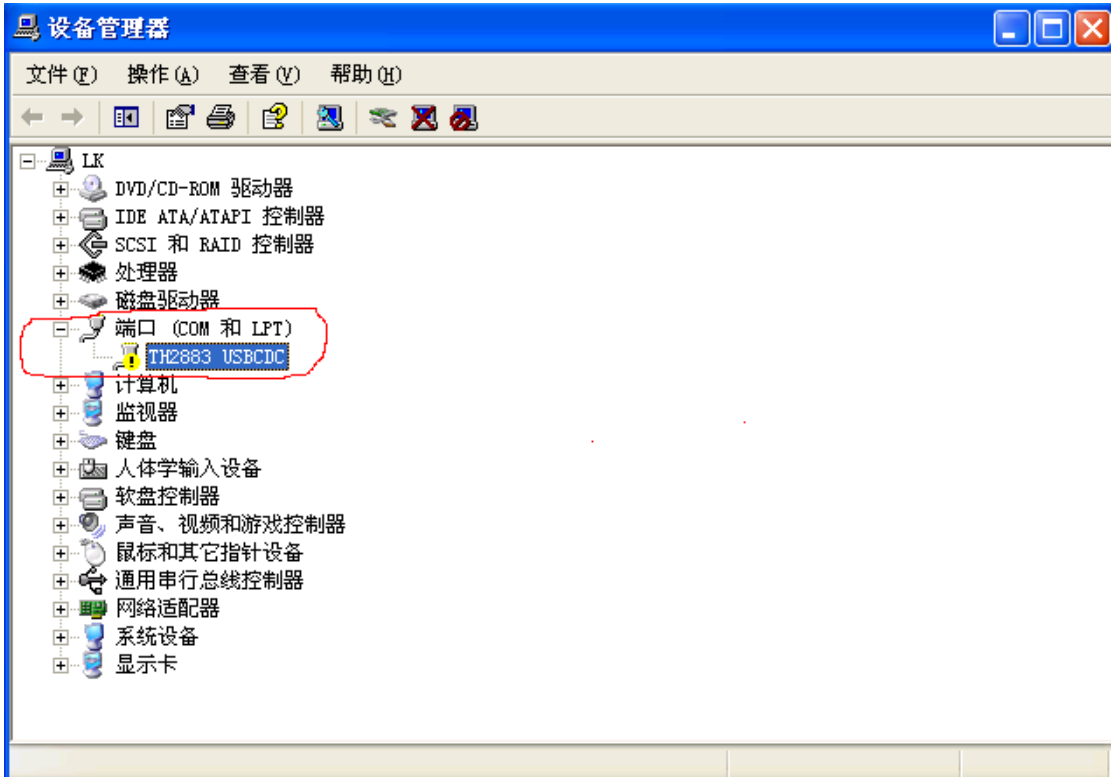 设备管理器
文件(F) 操作(A) 查看(V) 帮助(H)
LK
DVD/CD-ROM 驱动器
IDE ATA/ATAPI 控制器
SCSI 和 RAID 控制器
处理器
磁盘驱动器
端口 (COM 和 LPT)
TH2883 USBCDC
计算机
监视器
键盘
人体学输入设备
软盘控制器
声音、视频和游戏控制器
鼠标和其它指针设备
通用串行总线控制器
网络适配器
系统设备
显示卡